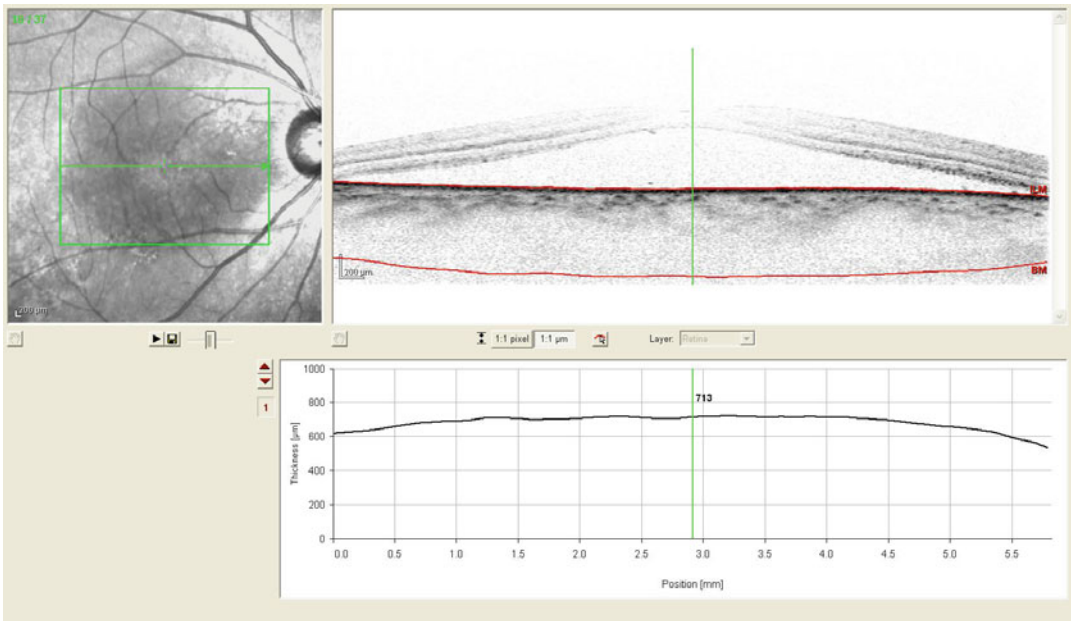 19 / 37
200 µm
ILM
BM
200 µm
1:1 pixel
1:1 µm
Layer:
Retina
1
1000
800
600
400
200
0
Thickness [µm]
713
0.0 0.5 1.0 1.5 2.0 2.5 3.0 3.5 4.0 4.5 5.0 5.5
Position [mm]